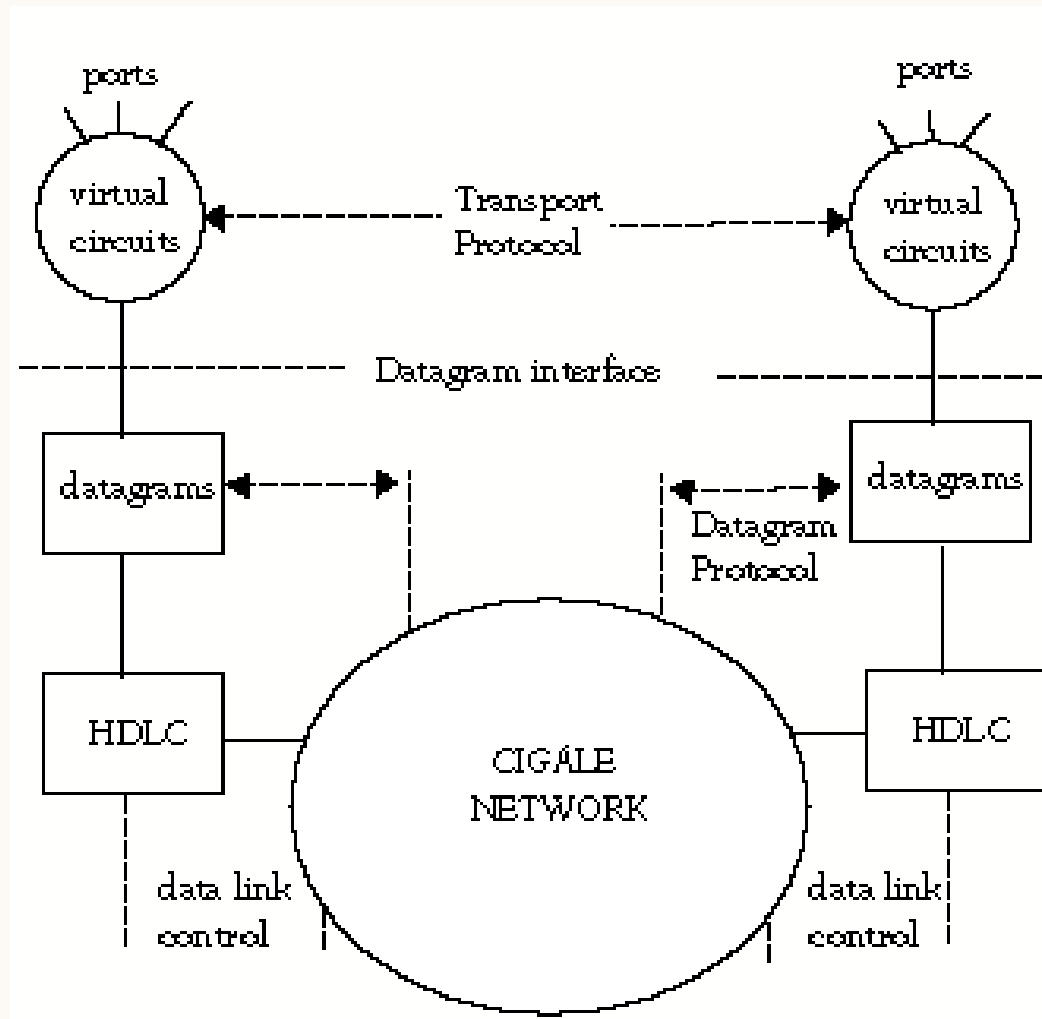 ports
ports
virtual
circuits
Transport
Protocol
virtual
circuits
Datagram interface
datagrams
datagrams
Datagram
Protocol
HDLC
HDLC
CIGALE
NETWORK
data link
control
data link
control